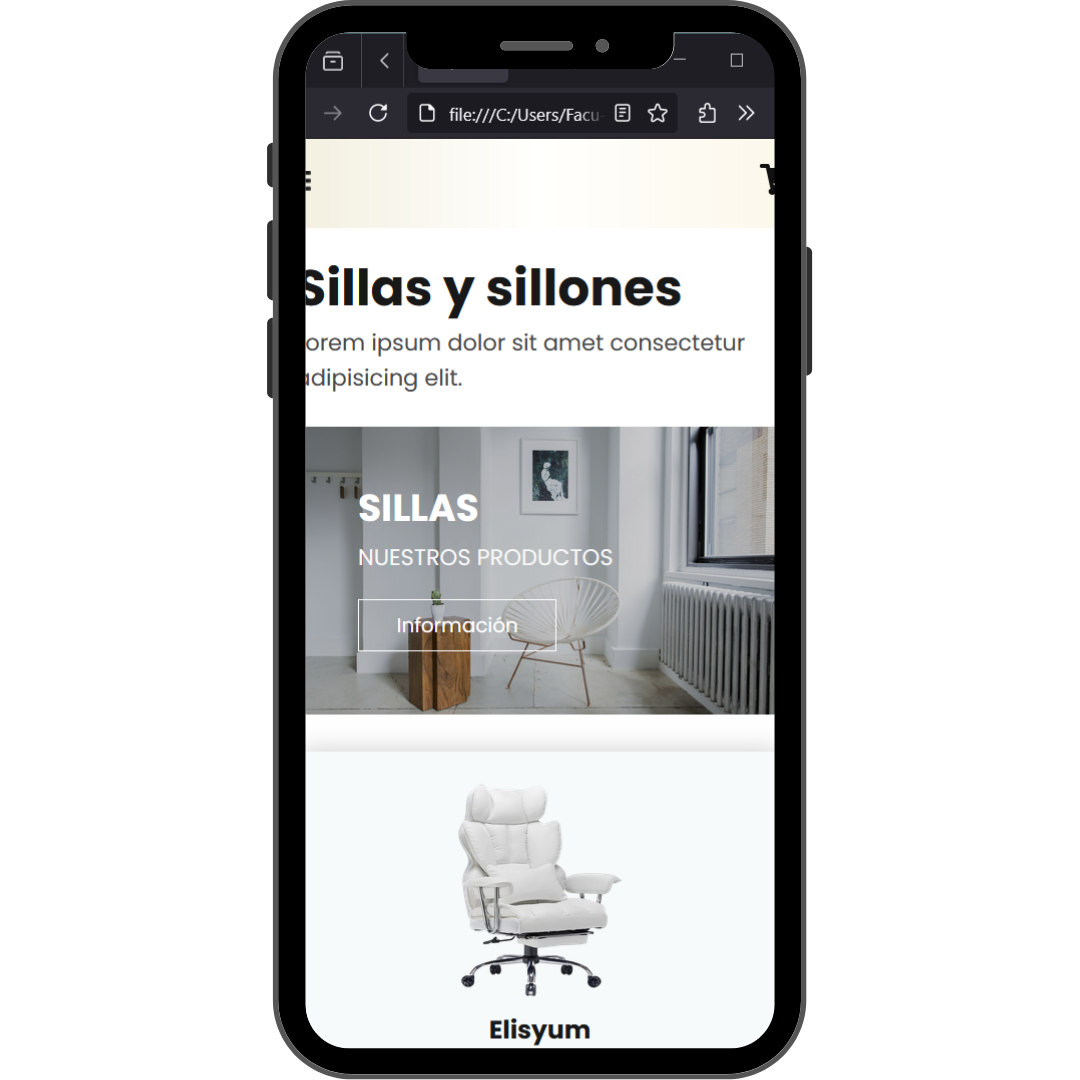 file:///C:/Users/Facu
Sillas y sillones
orem ipsum dolor sit amet consectetur
adipisicing elit.
SILLAS
NUESTROS PRODUCTOS
Información
Elisyum